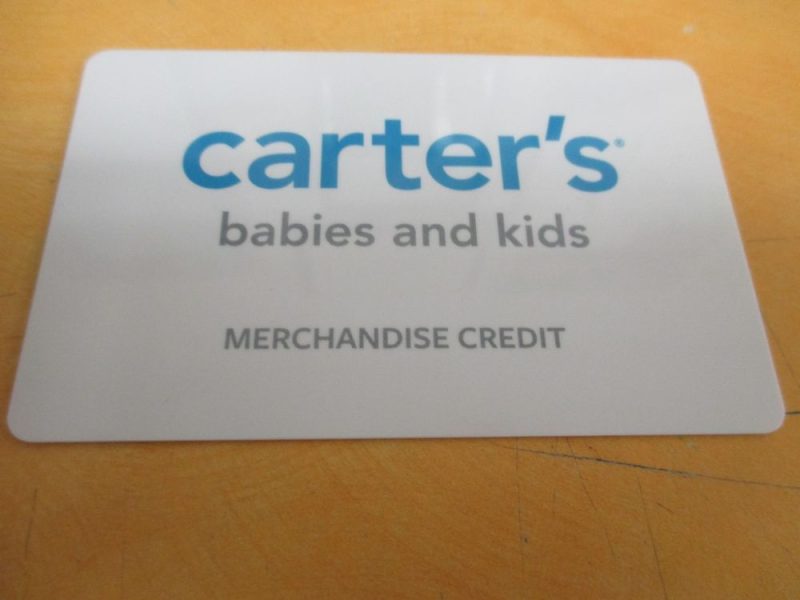 carter's®
babies and kids
MERCHANDISE CREDIT